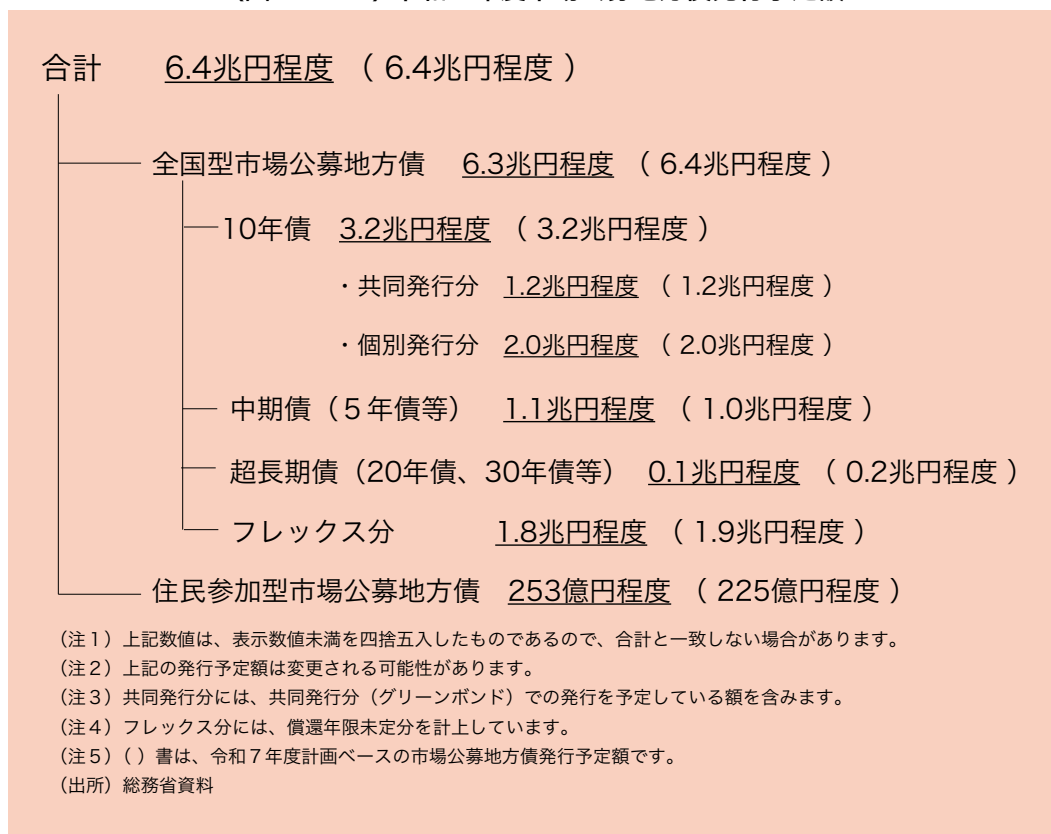 合計 6.4兆円程度 （ 6.4兆円程度 ）
全国型市場公募地方債 6.3兆円程度 （ 6.4兆円程度 ）
10年債 3.2兆円程度 （ 3.2兆円程度 ）
・共同発行分 1.2兆円程度 （ 1.2兆円程度 ）
・個別発行分 2.0兆円程度 （ 2.0兆円程度 ）
中期債（５年債等） 1.1兆円程度 （ 1.0兆円程度 ）
超長期債（20年債、30年債等） 0.1兆円程度 （ 0.2兆円程度 ）
フレックス分 1.8兆円程度 （ 1.9兆円程度 ）
住民参加型市場公募地方債 253億円程度 （ 225億円程度 ）
（注１）上記数値は、表示数値未満を四捨五入したものであるので、合計と一致しない場合があります。
（注２）上記の発行予定額は変更される可能性があります。
（注３）共同発行分には、共同発行分（グリーンボンド）での発行を予定している額を含みます。
（注４）フレックス分には、償還年限未定分を計上しています。
（注５）（ ）書は、令和７年度計画ベースの市場公募地方債発行予定額です。
（出所）総務省資料